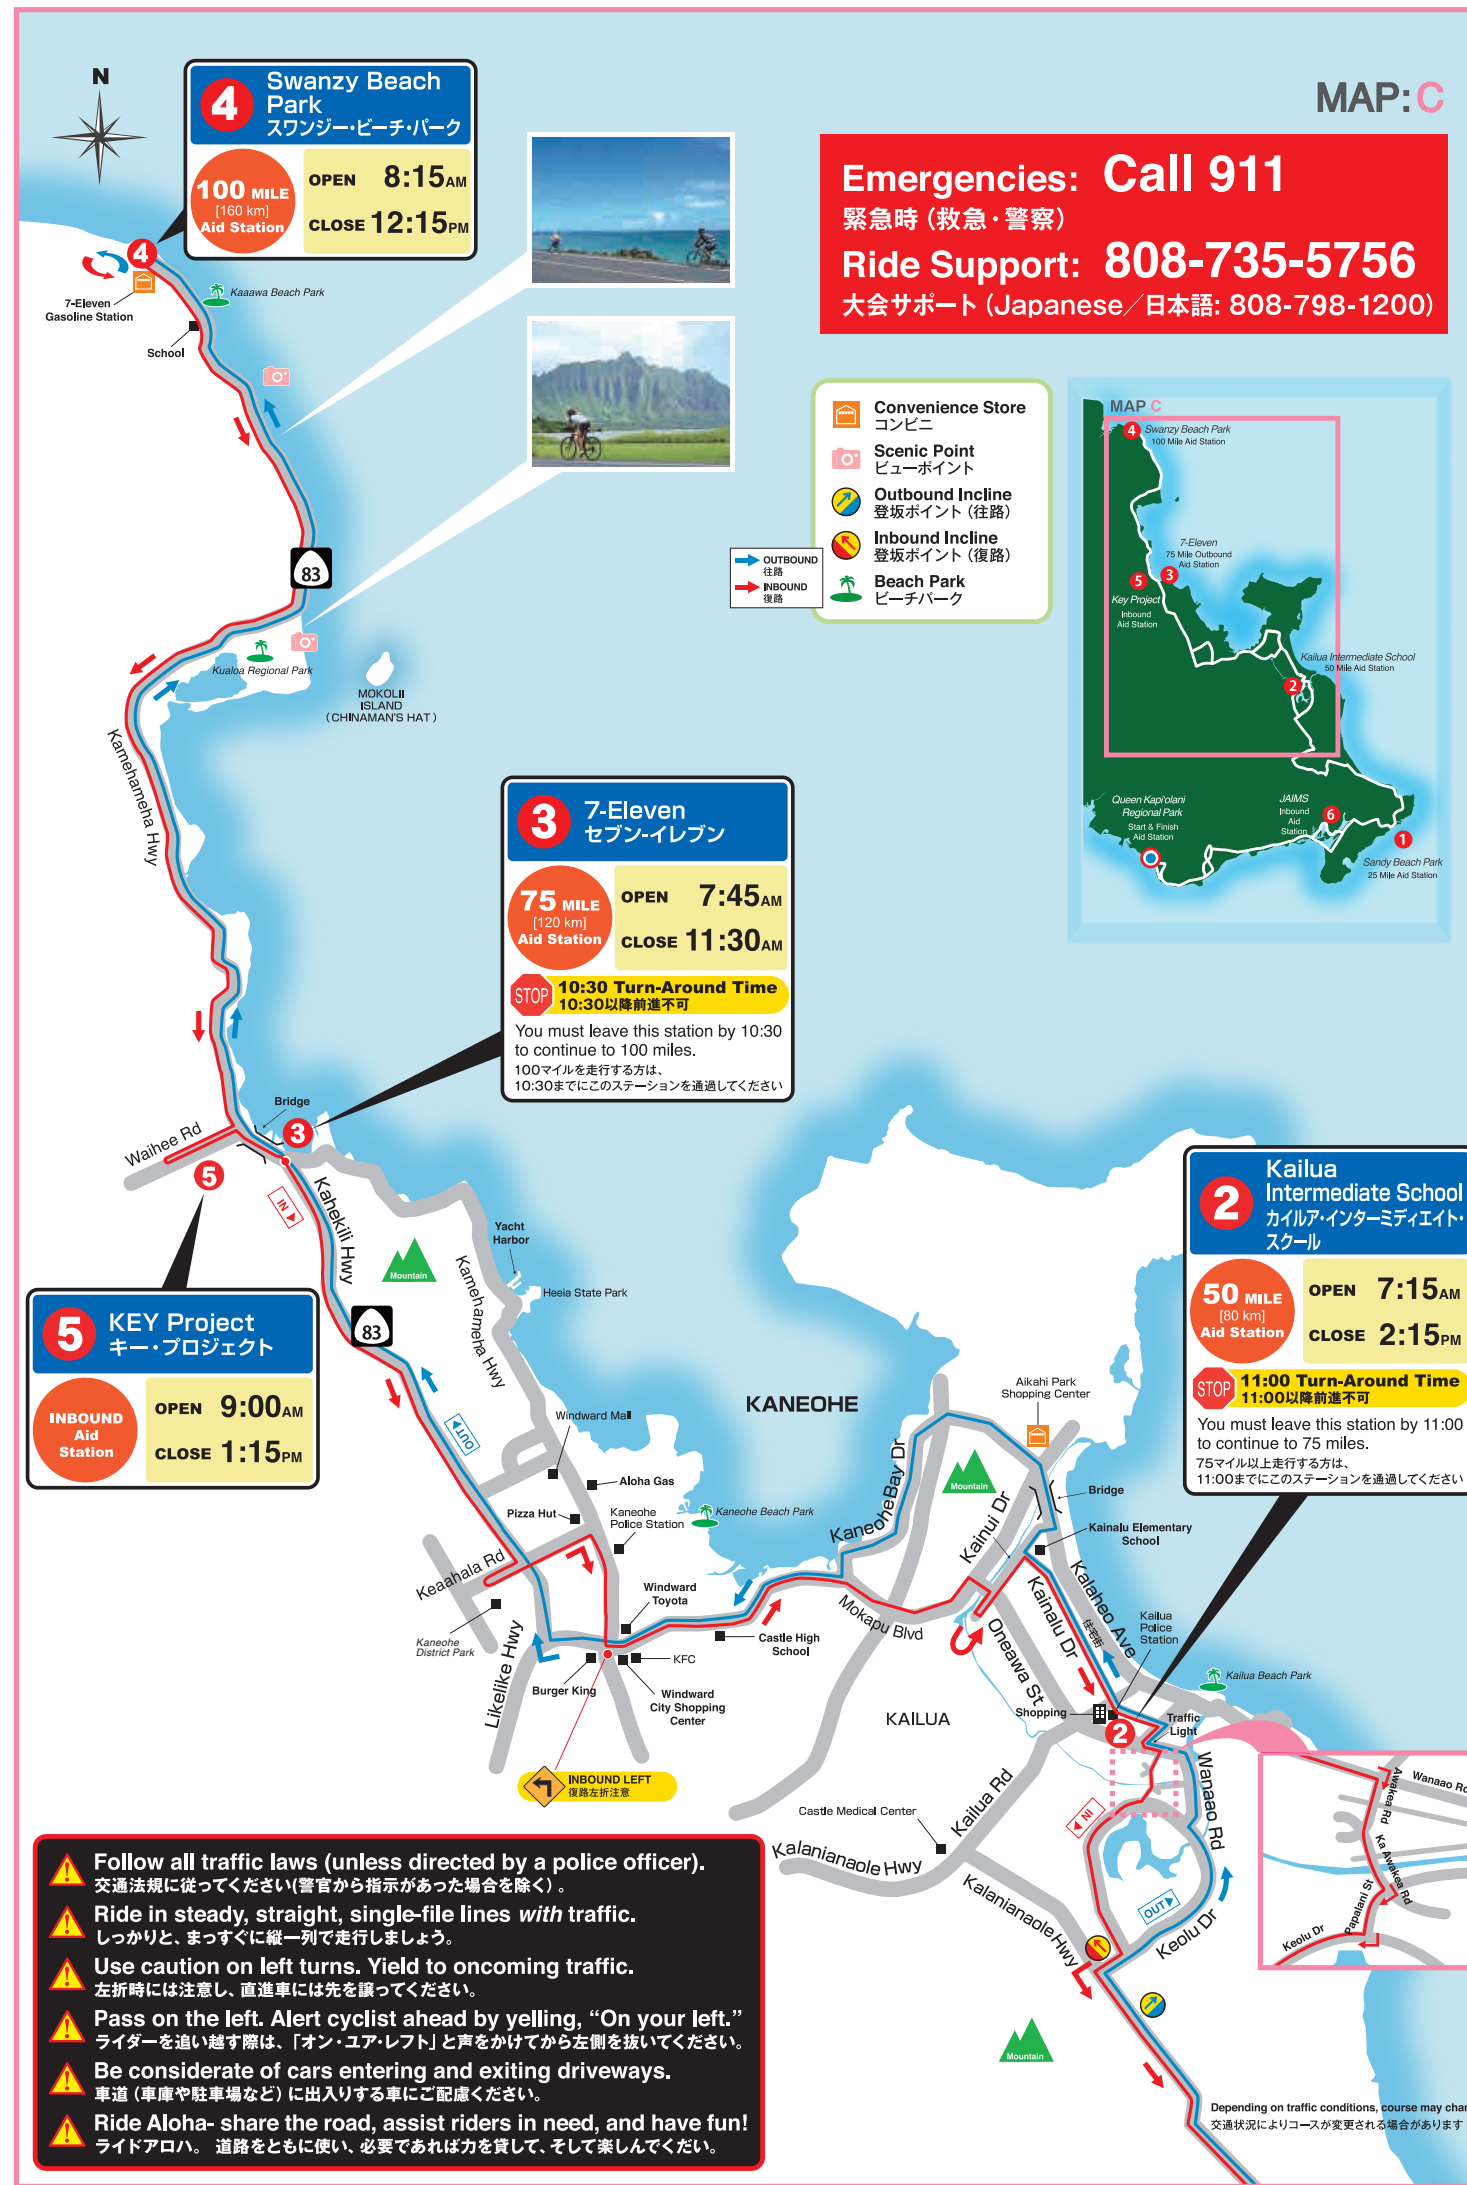 MAP: C
N
4
Swanzy Beach
Park
スワンジー・ビーチ・パーク
100 MILE
[160 km]
Aid Station
OPEN 8:15AM
CLOSE 12:15PM
Emergencies: Call 911
緊急時（救急・警察）
Ride Support: 808-735-5756
大会サポート（Japanese／日本語: 808-798-1200）
4
7-Eleven
Gasoline Station
Kaaawa Beach Park
School
Convenience Store
コンビニ
Scenic Point
ビューポイント
Outbound Incline
登坂ポイント（往路）
Inbound Incline
登坂ポイント（復路）
Beach Park
ビーチパーク
OUTBOUND
往路
INBOUND
復路
MAP C
4
Swanzy Beach Park
100 Mile Aid Station
7-Eleven
75 Mile Outbound
Aid Station
3
5
Key Project
Inbound
Aid Station
Kailua Intermediate School
50 Mile Aid Station
2
Queen Kapi'olani
Regional Park
Start & Finish
Aid Station
JAIMS
Inbound
Aid
Station
6
1
Sandy Beach Park
25 Mile Aid Station
83
Kualoa Regional Park
MOKOLII
ISLAND
(CHINAMAN'S HAT)
Kamehameha Hwy
3
7-Eleven
セブン-イレブン
75 MILE
[120 km]
Aid Station
OPEN 7:45AM
CLOSE 11:30AM
STOP
10:30 Turn-Around Time
10:30以降前進不可
You must leave this station by 10:30
to continue to 100 miles.
100マイルを走行する方は、
10:30までにこのステーションを通過してください
Bridge
3
Waihee Rd
5
IN
Kahekili Hwy
Mountain
Yacht
Harbor
Heeia State Park
Kamehameha Hwy
83
5
KEY Project
キー・プロジェクト
INBOUND
Aid
Station
OPEN 9:00AM
CLOSE 1:15PM
2
Kailua
Intermediate School
カイルア・インターミディエイト・
スクール
50 MILE
[80 km]
Aid Station
OPEN 7:15AM
CLOSE 2:15PM
STOP
11:00 Turn-Around Time
11:00以降前進不可
You must leave this station by 11:00
to continue to 75 miles.
75マイル以上走行する方は、
11:00までにこのステーションを通過してください
OUT
Windward Mall
Aloha Gas
Pizza Hut
Kaneohe
Police Station
Kaneohe Beach Park
KANEOHE
Keaahala Rd
Kaneohe
District Park
Windward
Toyota
Likelike Hwy
Burger King
KFC
Windward
City Shopping
Center
Castle High
School
INBOUND LEFT
復路左折注意
Kaneohe Bay Dr
Mokapu Blvd
Aikahi Park
Shopping Center
Mountain
Kainui Dr
Bridge
Kainalu Elementary
School
Kalaheo Ave
住宅街
Kainalu Dr
Oneawa St
Kailua
Police
Station
Kailua Beach Park
KAILUA
Shopping
2
Traffic
Light
Wanaao Rd
Kailua Rd
Castle Medical Center
Kalanianaole Hwy
Kalanianaole Hwy
IN
OUT
Keolu Dr
Mountain
Awakea Rd
Wanaao Rd
Ka Awakea Rd
Papalani St
Keolu Dr
Follow all traffic laws (unless directed by a police officer).
交通法規に従ってください(警官から指示があった場合を除く）。
Ride in steady, straight, single-file lines with traffic.
しっかりと、まっすぐに縦一列で走行しましょう。
Use caution on left turns. Yield to oncoming traffic.
左折時には注意し、直進車には先を譲ってください。
Pass on the left. Alert cyclist ahead by yelling, “On your left.”
ライダーを追い越す際は、「オン・ユア・レフト」と声をかけてから左側を抜いてください。
Be considerate of cars entering and exiting driveways.
車道（車庫や駐車場など）に出入りする車にご配慮ください。
Ride Aloha- share the road, assist riders in need, and have fun!
ライドアロハ。 道路をともに使い、必要であれば力を貸して、そして楽しんでくだい。
Depending on traffic conditions, course may char
交通状況によりコースが変更される場合があります